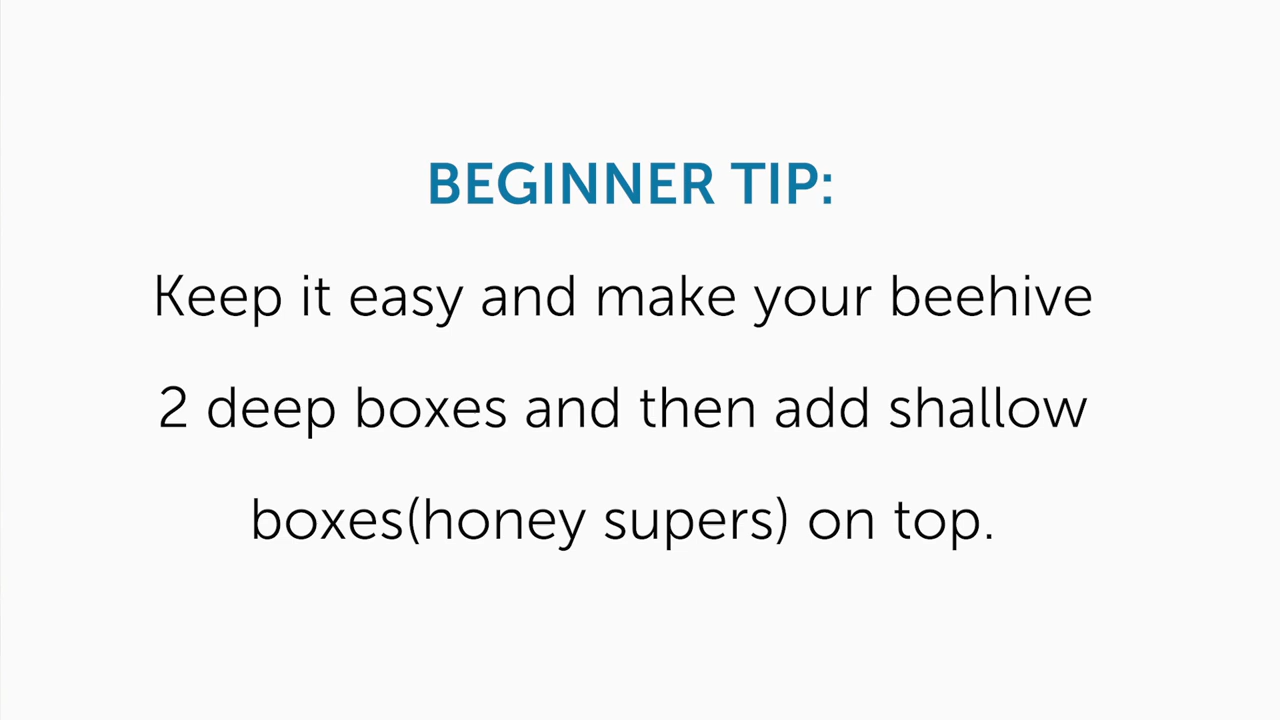 BEGINNER TIP:
Keep it easy and make your beehive
2 deep boxes and then add shallow
boxes(honey supers) on top.